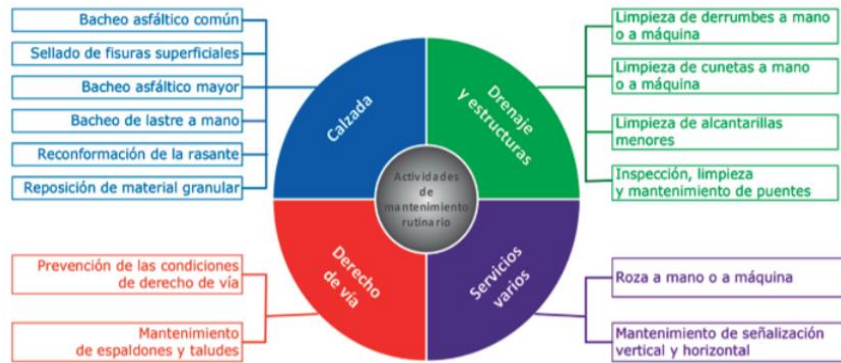 Bacheo asfáltico común
Sellado de fisuras superficiales
Bacheo asfáltico mayor
Bacheo de lastre a mano
Reconformación de la rasante
Reposición de material granular
Calzada
Drenaje
y estructuras
Limpieza de derrumbes a mano
o a máquina
Limpieza de cunetas a mano
o a máquina
Limpieza de alcantarillas
menores
Inspección, limpieza
y mantenimiento de puentes
Actividades
de
mantenimiento
rutinario
Prevención de las condiciones
de derecho de vía
Mantenimiento
de espaldones y taludes
Derecho
de vía
Servicios
varios
Roza a mano o a máquina
Mantenimiento de señalización
vertical y horizontal